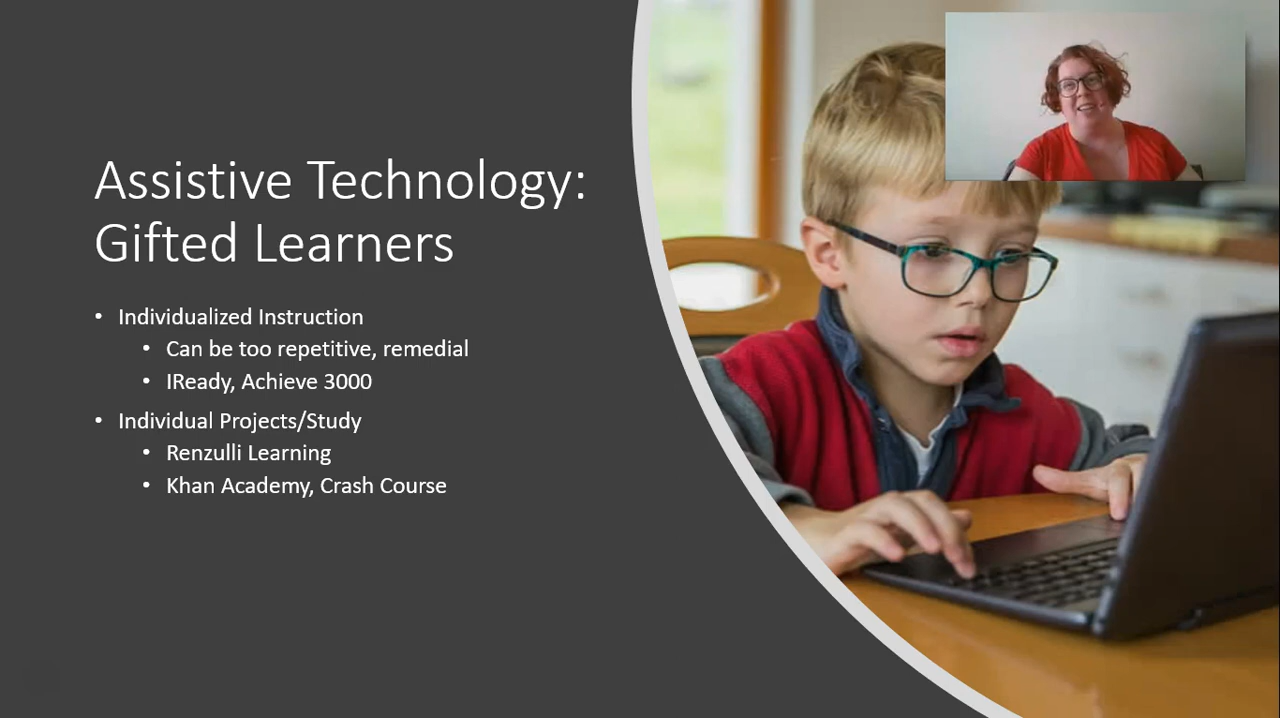 Assistive Technology:
Gifted Learners
• Individualized Instruction
• Can be too repetitive, remedial
• IReady, Achieve 3000
• Individual Projects/Study
• Renzulli Learning
• Khan Academy, Crash Course